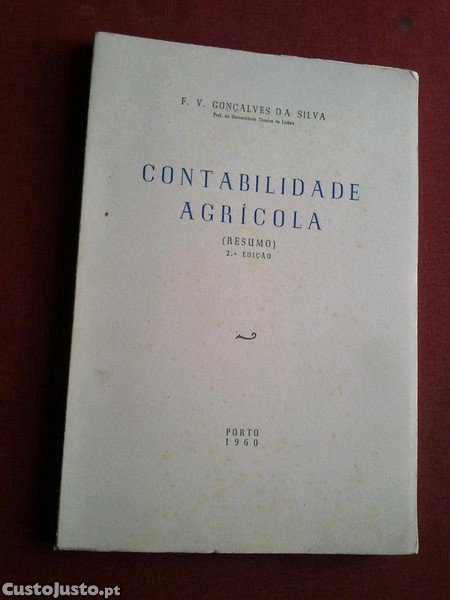 F. V. GONÇALVES DA SILVA
Prof. da Universidade Técnica de Lisboa
CONTABILIDADE
AGRÍCOLA
(RESUMO)
2.ª EDIÇÃO
PORTO
1960
CustoJusto.pt